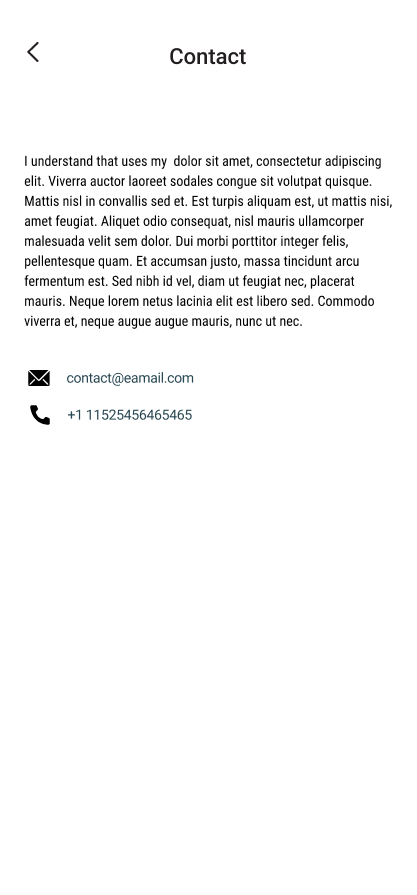 Contact
I understand that uses my  dolor sit amet, consectetur adipiscing
elit. Viverra auctor laoreet sodales congue sit volutpat quisque.
Mattis nisl in convallis sed et. Est turpis aliquam est, ut mattis nisi,
amet feugiat. Aliquet odio consequat, nisl mauris ullamcorper
malesuada velit sem dolor. Dui morbi porttitor integer felis,
pellentesque quam. Et accumsan justo, massa tincidunt arcu
fermentum est. Sed nibh id vel, diam ut feugiat nec, placerat
mauris. Neque lorem netus lacinia elit est libero sed. Commodo
viverra et, neque augue augue mauris, nunc ut nec.
contact@eamail.com
+1 11525456465465